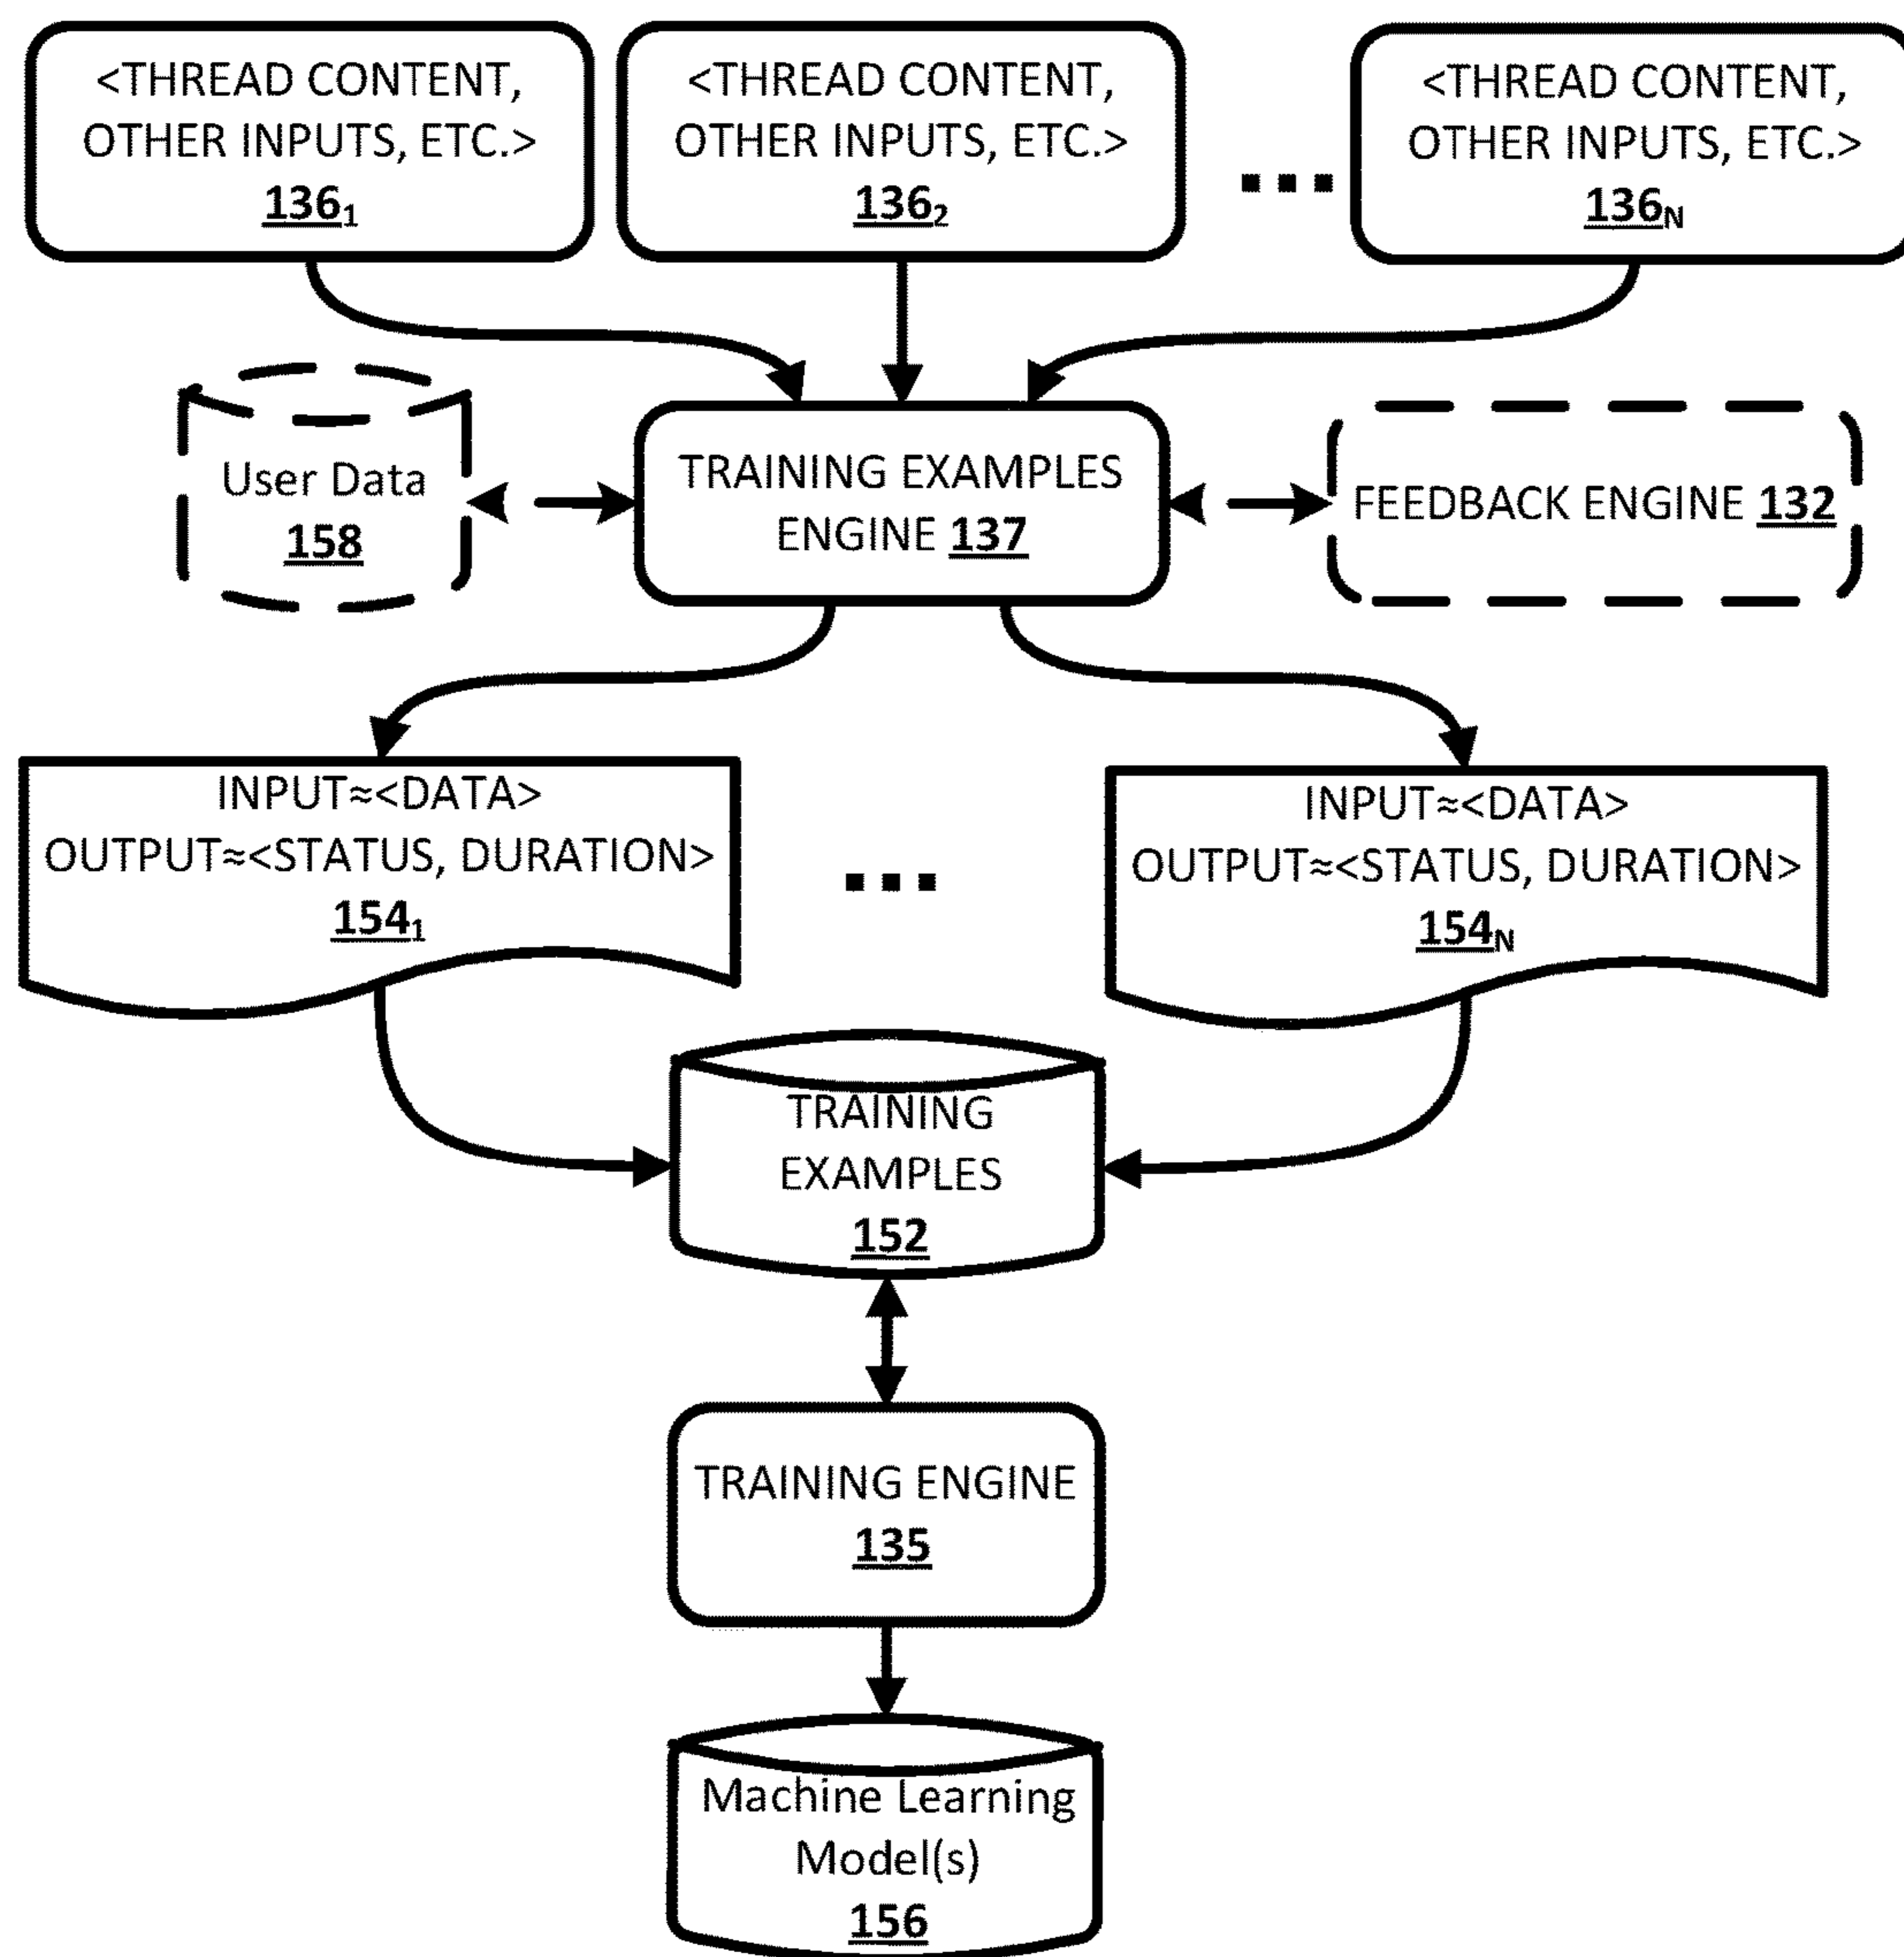 <THREAD CONTENT,
OTHER INPUTS, ETC.>
136₁
<THREAD CONTENT,
OTHER INPUTS, ETC.>
136₂
<THREAD CONTENT,
OTHER INPUTS, ETC.>
136N
User Data
158
TRAINING EXAMPLES
ENGINE 137
FEEDBACK ENGINE 132
INPUT≈<DATA>
OUTPUT≈<STATUS, DURATION>
154₁
INPUT≈<DATA>
OUTPUT≈<STATUS, DURATION>
154N
TRAINING
EXAMPLES
152
TRAINING ENGINE
135
Machine Learning
Model(s)
156